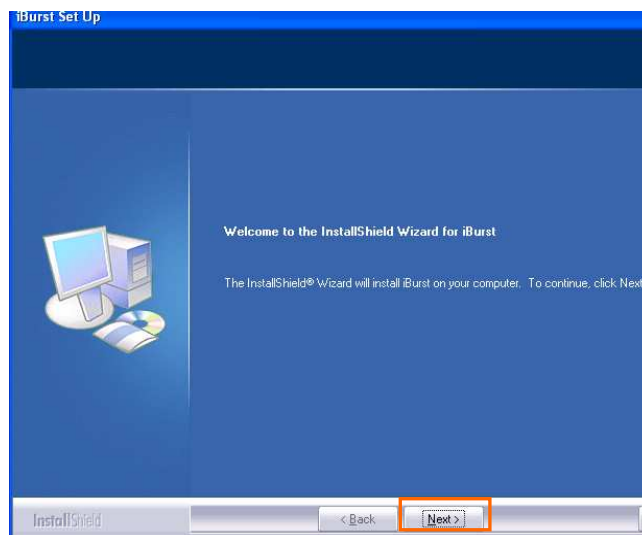 iBurst Set Up
Welcome to the InstallShield Wizard for iBurst
The InstallShield® Wizard will install iBurst on your computer. To continue, click Next
InstallShield
< Back
Next >